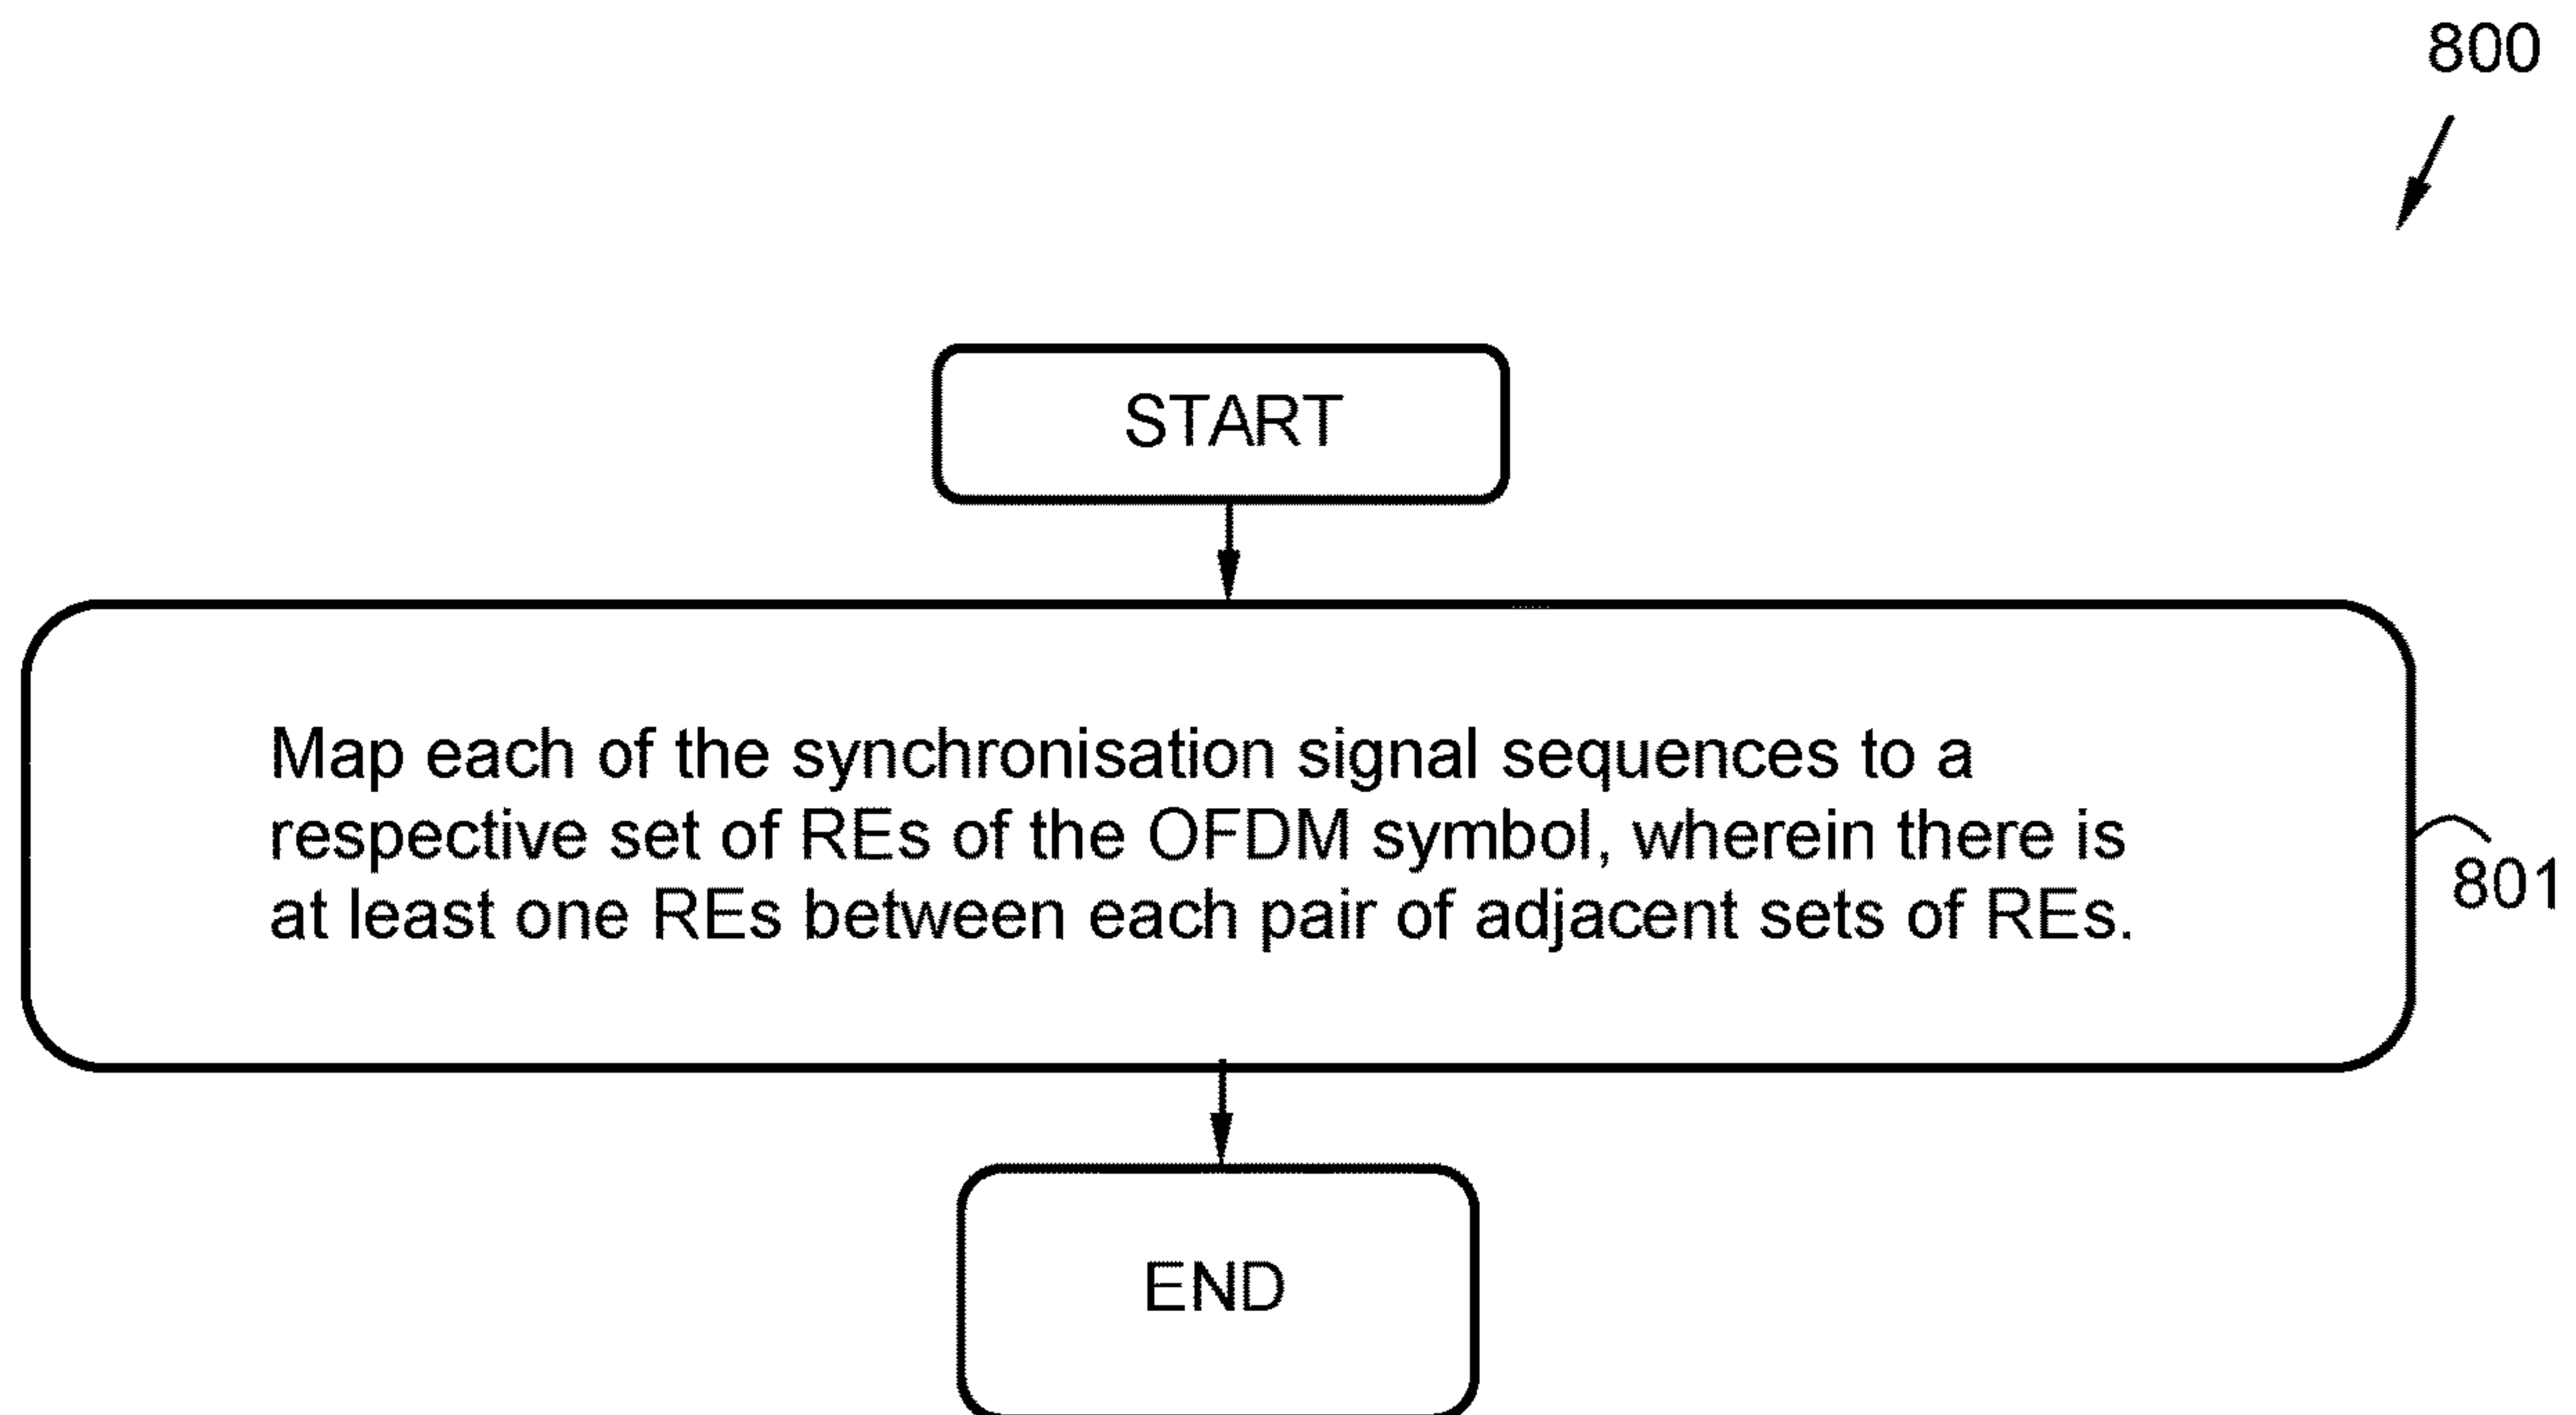 800
START
Map each of the synchronisation signal sequences to a
respective set of REs of the OFDM symbol, wherein there is
at least one REs between each pair of adjacent sets of REs.
801
END